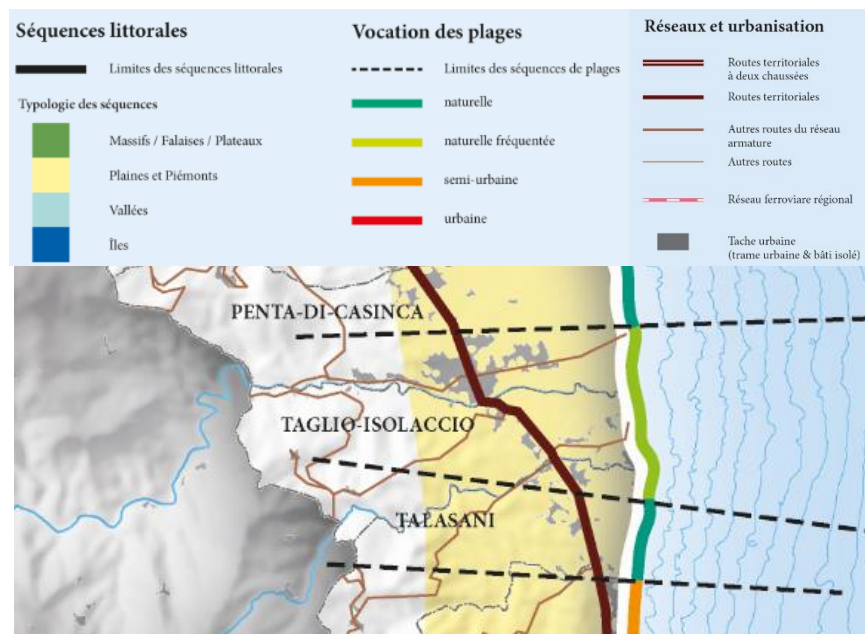 Séquences littorales
Limites des séquences littorales
Typologie des séquences
Massifs / Falaises / Plateaux
Plaines et Piémonts
Vallées
Îles
Vocation des plages
Limites des séquences de plages
naturelle
naturelle fréquentée
semi-urbaine
urbaine
Réseaux et urbanisation
Routes territoriales
à deux chaussées
Routes territoriales
Autres routes du réseau
armature
Autres routes
Réseau ferroviare régional
Tache urbaine
(trame urbaine & bâti isolé)
PENTA-DI-CASINCA
TAGLIO-ISOLACCIO
TALASANI